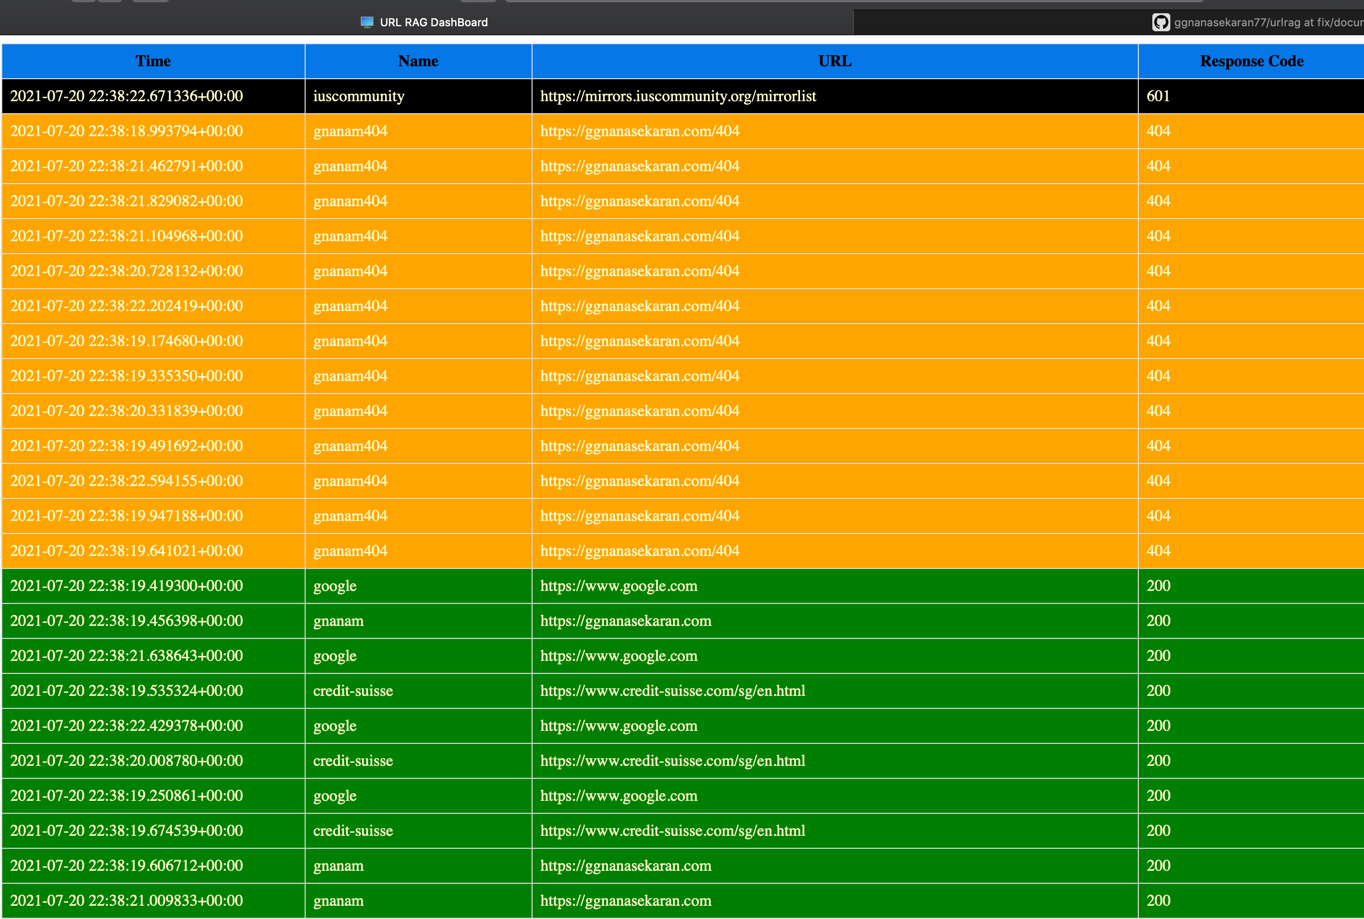 URL RAG DashBoard
ggnanasekaran77/urlrag at fix/docu
Time Name URL Response Code
2021-07-20 22:38:22.671336+00:00 iuscommunity https://mirrors.iuscommunity.org/mirrorlist 601
2021-07-20 22:38:18.993794+00:00 gnanam404 https://ggnanasekaran.com/404 404
2021-07-20 22:38:21.462791+00:00 gnanam404 https://ggnanasekaran.com/404 404
2021-07-20 22:38:21.829082+00:00 gnanam404 https://ggnanasekaran.com/404 404
2021-07-20 22:38:21.104968+00:00 gnanam404 https://ggnanasekaran.com/404 404
2021-07-20 22:38:20.728132+00:00 gnanam404 https://ggnanasekaran.com/404 404
2021-07-20 22:38:22.202419+00:00 gnanam404 https://ggnanasekaran.com/404 404
2021-07-20 22:38:19.174680+00:00 gnanam404 https://ggnanasekaran.com/404 404
2021-07-20 22:38:19.335350+00:00 gnanam404 https://ggnanasekaran.com/404 404
2021-07-20 22:38:20.331839+00:00 gnanam404 https://ggnanasekaran.com/404 404
2021-07-20 22:38:19.491692+00:00 gnanam404 https://ggnanasekaran.com/404 404
2021-07-20 22:38:22.594155+00:00 gnanam404 https://ggnanasekaran.com/404 404
2021-07-20 22:38:19.947188+00:00 gnanam404 https://ggnanasekaran.com/404 404
2021-07-20 22:38:19.641021+00:00 gnanam404 https://ggnanasekaran.com/404 404
2021-07-20 22:38:19.419300+00:00 google https://www.google.com 200
2021-07-20 22:38:19.456398+00:00 gnanam https://ggnanasekaran.com 200
2021-07-20 22:38:21.638643+00:00 google https://www.google.com 200
2021-07-20 22:38:19.535324+00:00 credit-suisse https://www.credit-suisse.com/sg/en.html 200
2021-07-20 22:38:22.429378+00:00 google https://www.google.com 200
2021-07-20 22:38:20.008780+00:00 credit-suisse https://www.credit-suisse.com/sg/en.html 200
2021-07-20 22:38:19.250861+00:00 google https://www.google.com 200
2021-07-20 22:38:19.674539+00:00 credit-suisse https://www.credit-suisse.com/sg/en.html 200
2021-07-20 22:38:19.606712+00:00 gnanam https://ggnanasekaran.com 200
2021-07-20 22:38:21.009833+00:00 gnanam https://ggnanasekaran.com 200